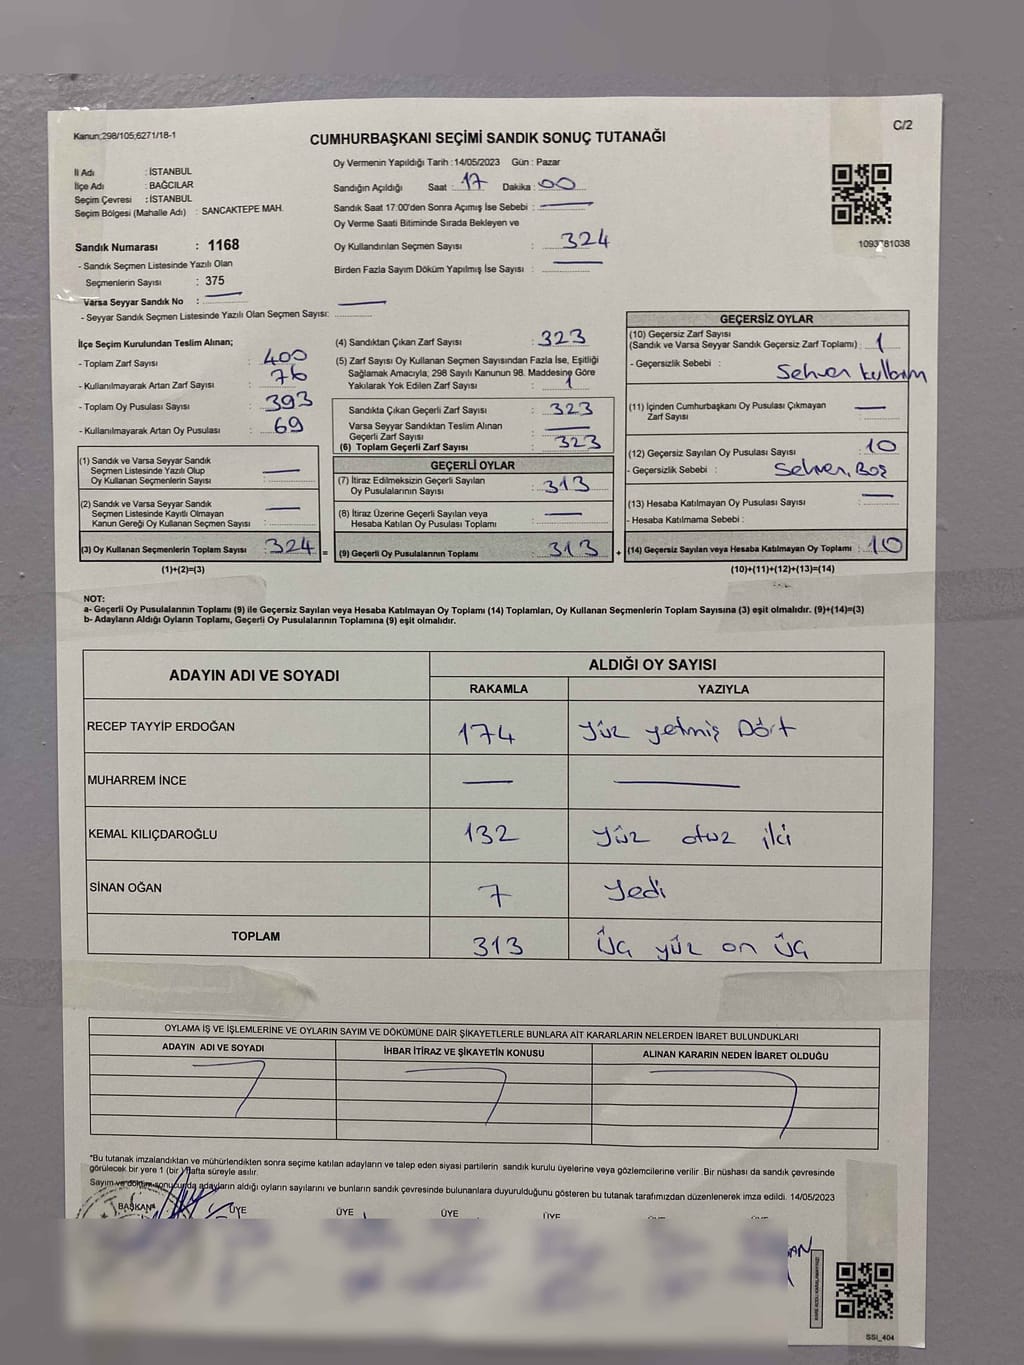 Kanun;298/105;6271/18-1
C/2
CUMHURBAŞKANI SEÇİMİ SANDIK SONUÇ TUTANAĞI
İl Adı : İSTANBUL
İlçe Adı : BAĞCILAR
Seçim Çevresi : İSTANBUL
Seçim Bölgesi (Mahalle Adı) : SANCAKTEPE MAH.
Sandık Numarası : 1168
- Sandık Seçmen Listesinde Yazılı Olan
Seçmenlerin Sayısı : 375
Varsa Seyyar Sandık No : —
- Seyyar Sandık Seçmen Listesinde Yazılı Olan Seçmen Sayısı: —
Oy Vermenin Yapıldığı Tarih : 14/05/2023 Gün : Pazar
Sandığın Açıldığı Saat : 17 Dakika : 00
Sandık Saat 17:00'den Sonra Açımış İse Sebebi : —
Oy Verme Saati Bitiminde Sırada Bekleyen ve
Oy Kullandırılan Seçmen Sayısı : 324
Birden Fazla Sayım Döküm Yapılmış İse Sayısı : —
1093781038
İlçe Seçim Kurulundan Teslim Alınan;
- Toplam Zarf Sayısı : 400
- Kullanılmayarak Artan Zarf Sayısı : 76
- Toplam Oy Pusulası Sayısı : 393
- Kullanılmayarak Artan Oy Pusulası : 69
(1) Sandık ve Varsa Seyyar Sandık
Seçmen Listesinde Yazılı Olup
Oy Kullanan Seçmenlerin Sayısı : —
(2) Sandık ve Varsa Seyyar Sandık
Seçmen Listesinde Kayıtlı Olmayan
Kanun Gereği Oy Kullanan Seçmen Sayısı : —
(3) Oy Kullanan Seçmenlerin Toplam Sayısı : 324 =
(1)+(2)=(3)
(4) Sandıktan Çıkan Zarf Sayısı : 323
(5) Zarf Sayısı Oy Kullanan Seçmen Sayısından Fazla İse, Eşitliği
Sağlamak Amacıyla; 298 Sayılı Kanunun 98. Maddesine Göre
Yakılarak Yok Edilen Zarf Sayısı : 1
Sandıkta Çıkan Geçerli Zarf Sayısı : 323
Varsa Seyyar Sandıktan Teslim Alınan
Geçerli Zarf Sayısı : —
(6) Toplam Geçerli Zarf Sayısı : 323
GEÇERLİ OYLAR
(7) İtiraz Edilmeksizin Geçerli Sayılan
Oy Pusulalarının Sayısı : 313
(8) İtiraz Üzerine Geçerli Sayılan veya
Hesaba Katılan Oy Pusulası Toplamı : —
(9) Geçerli Oy Pusulalarının Toplamı : 313 +
GEÇERSİZ OYLAR
(10) Geçersiz Zarf Sayısı
(Sandık ve Varsa Seyyar Sandık Geçersiz Zarf Toplamı) : 1
- Geçersizlik Sebebi : Sehven
(11) İçinden Cumhurbaşkanı Oy Pusulası Çıkmayan
Zarf Sayısı : —
(12) Geçersiz Sayılan Oy Pusulası Sayısı : 10
- Geçersizlik Sebebi : Sehven, Boş
(13) Hesaba Katılmayan Oy Pusulası Sayısı : —
- Hesaba Katılmama Sebebi :
(14) Geçersiz Sayılan veya Hesaba Katılmayan Oy Toplamı : 10
(10)+(11)+(12)+(13)=(14)
NOT:
a- Geçerli Oy Pusulalarının Toplamı (9) ile Geçersiz Sayılan veya Hesaba Katılmayan Oy Toplamı (14) Toplamları, Oy Kullanan Seçmenlerin Toplam Sayısına (3) eşit olmalıdır. (9)+(14)=(3)
b- Adayların Aldığı Oyların Toplamı, Geçerli Oy Pusulalarının Toplamına (9) eşit olmalıdır.
ADAYIN ADI VE SOYADI
ALDIĞI OY SAYISI
RAKAMLA YAZIYLA
RECEP TAYYİP ERDOĞAN 174 Yüz yetmiş Dört
MUHARREM İNCE — —
KEMAL KILIÇDAROĞLU 132 Yüz otuz iki
SİNAN OĞAN 7 Yedi
TOPLAM 313 Üç yüz on üç
OYLAMA İŞ VE İŞLEMLERİNE VE OYLARIN SAYIM VE DÖKÜMÜNE DAİR ŞİKAYETLERLE BUNLARA AİT KARARLARIN NELERDEN İBARET BULUNDUKLARI
ADAYIN ADI VE SOYADI İHBAR İTİRAZ VE ŞİKAYETİN KONUSU ALINAN KARARIN NEDEN İBARET OLDUĞU
*Bu tutanak imzalandıktan ve mühürlendikten sonra seçime katılan adayların ve talep eden siyasi partilerin sandık kurulu üyelerine veya gözlemcilerine verilir. Bir nüshası da sandık çevresinde
görülecek bir yere 1 (bir) hafta süreyle asılır.
Sayım ve döküm sonucunda adayların aldığı oyların sayılarını ve bunların sandık çevresinde bulunanlara duyurulduğunu gösteren bu tutanak tarafımızdan düzenlenerek imza edildi. 14/05/2023
BAŞKAN ÜYE ÜYE ÜYE ÜYE
SSI_404